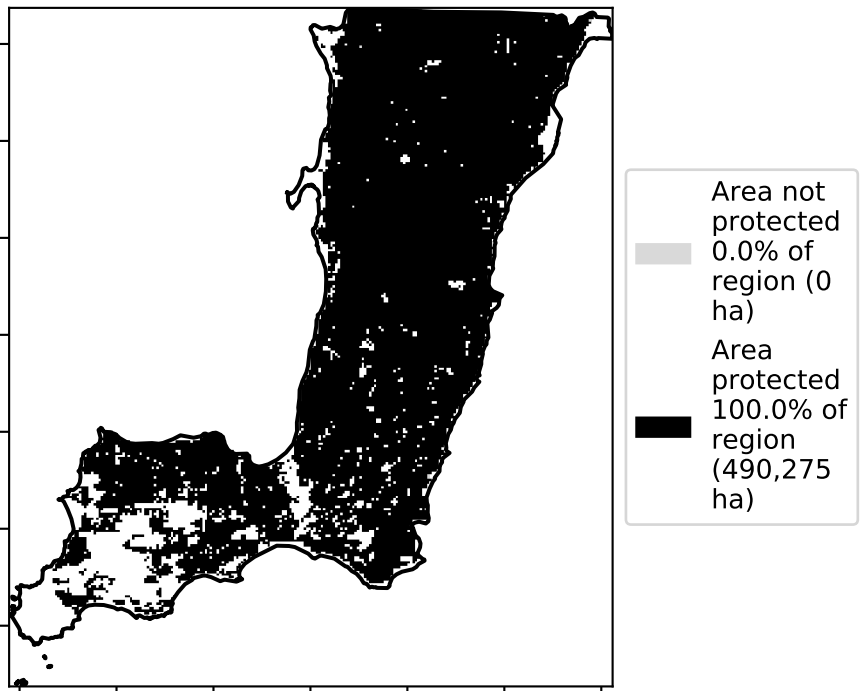 Area not
protected
0.0% of
region (0
ha)
Area
protected
100.0% of
region
(490,275
ha)